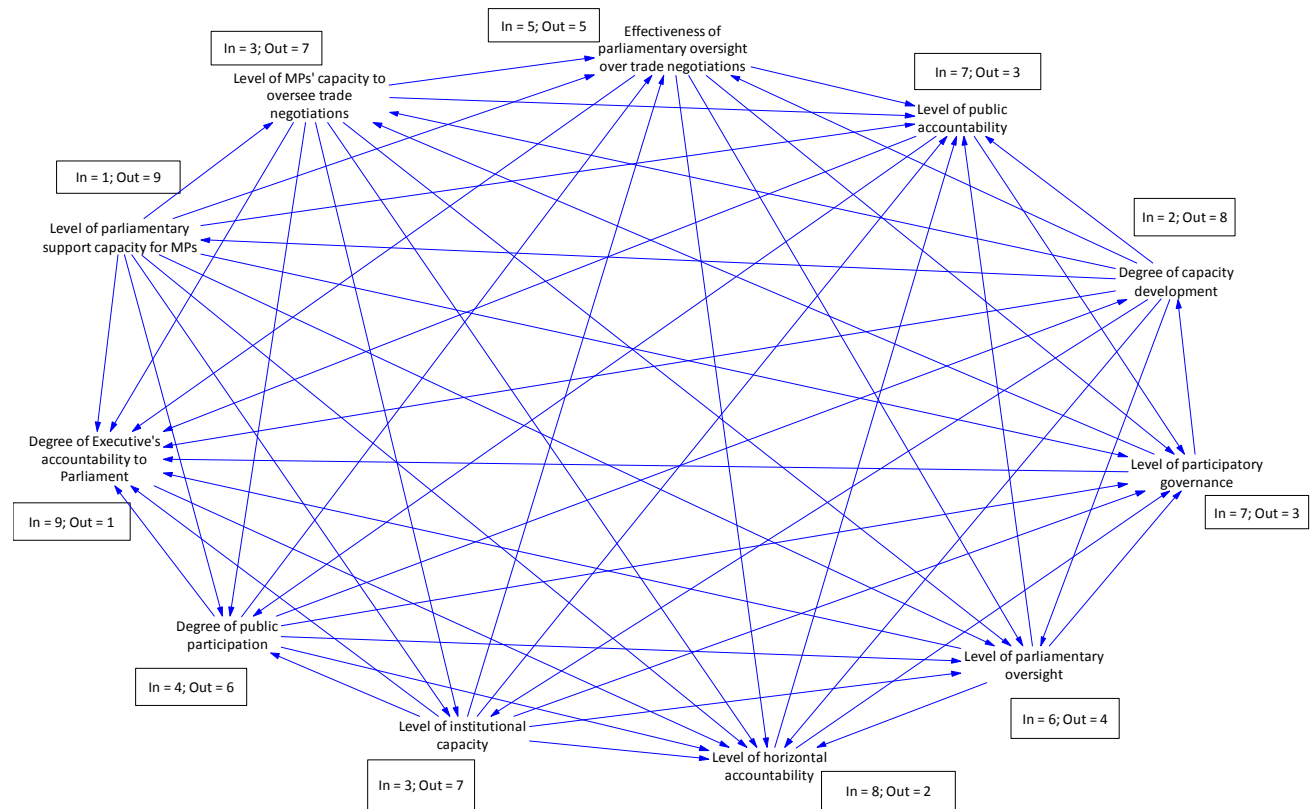 In = 5; Out = 5
Effectiveness of
parliamentary oversight
over trade negotiations
In = 3; Out = 7
Level of MPs' capacity to
oversee trade
negotiations
In = 7; Out = 3
Level of public
accountability
In = 1; Out = 9
Level of parliamentary
support capacity for MPs
In = 2; Out = 8
Degree of capacity
development
Degree of Executive's
accountability to
Parliament
In = 9; Out = 1
Level of participatory
governance
In = 7; Out = 3
Degree of public
participation
In = 4; Out = 6
Level of parliamentary
oversight
In = 6; Out = 4
Level of institutional
capacity
In = 3; Out = 7
Level of horizontal
accountability
In = 8; Out = 2